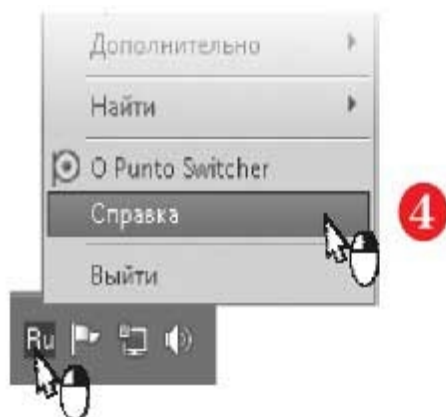 Дополнительно
Найти
О Punto Switcher
Справка
4
Выйти
Ru